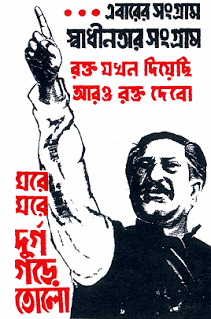 ... এবারের সংগ্রাম
স্বাধীনতার সংগ্রাম
রক্ত যখন দিয়েছি
আরও রক্ত দেবো
ঘরে
ঘরে
দুর্গ
গড়ে
তোলো